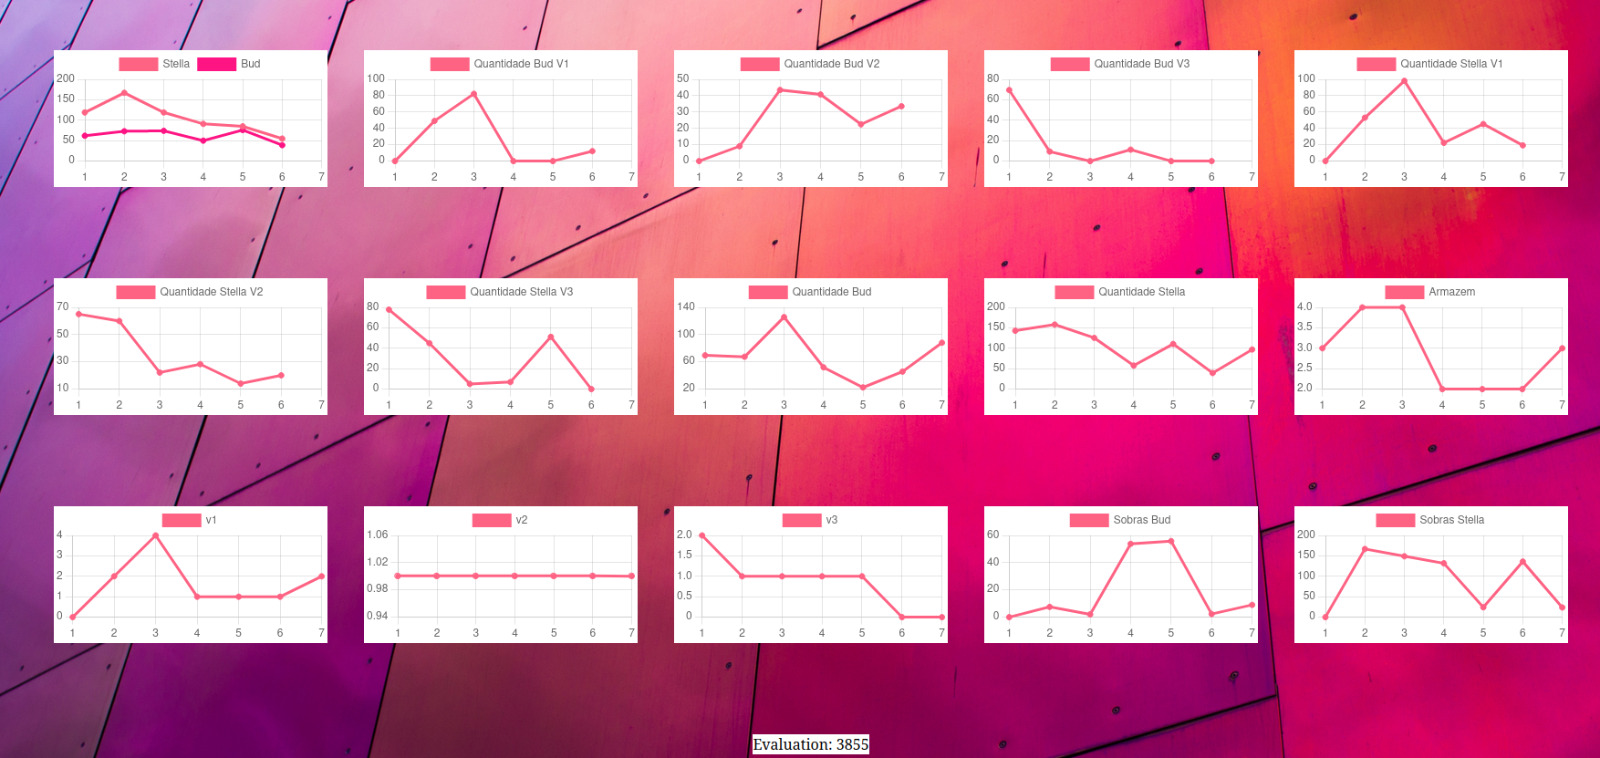 Stella Bud
200
150
100
50
0
1 2 3 4 5 6 7
Quantidade Bud V1
100
80
60
40
20
0
1 2 3 4 5 6 7
Quantidade Bud V2
50
40
30
20
10
0
1 2 3 4 5 6 7
Quantidade Bud V3
80
60
40
20
0
1 2 3 4 5 6 7
Quantidade Stella V1
100
80
60
40
20
0
1 2 3 4 5 6 7
Quantidade Stella V2
70
50
30
10
1 2 3 4 5 6 7
Quantidade Stella V3
80
60
40
20
0
1 2 3 4 5 6 7
Quantidade Bud
140
100
60
20
1 2 3 4 5 6 7
Quantidade Stella
200
150
100
50
0
1 2 3 4 5 6 7
Armazem
4.0
3.5
3.0
2.5
2.0
1 2 3 4 5 6 7
v1
4
3
2
1
0
1 2 3 4 5 6 7
v2
1.06
1.02
0.98
0.94
1 2 3 4 5 6 7
v3
2.0
1.5
1.0
0.5
0
1 2 3 4 5 6 7
Sobras Bud
60
40
20
0
1 2 3 4 5 6 7
Sobras Stella
200
150
100
50
0
1 2 3 4 5 6 7
Evaluation: 3855